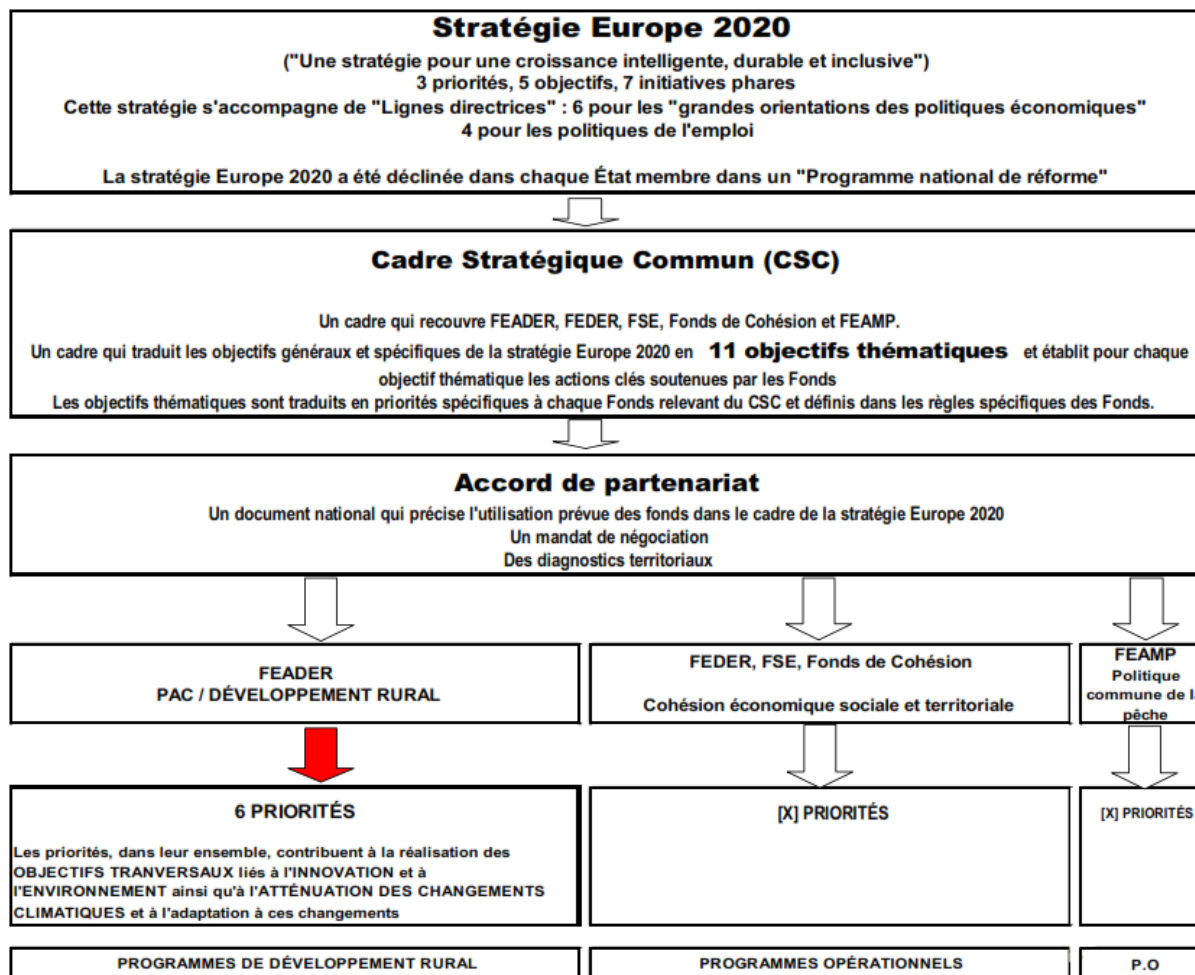 Stratégie Europe 2020
("Une stratégie pour une croissance intelligente, durable et inclusive")
3 priorités, 5 objectifs, 7 initiatives phares
Cette stratégie s'accompagne de "Lignes directrices" : 6 pour les "grandes orientations des politiques économiques"
4 pour les politiques de l'emploi
La stratégie Europe 2020 a été déclinée dans chaque État membre dans un "Programme national de réforme"
Cadre Stratégique Commun (CSC)
Un cadre qui recouvre FEADER, FEDER, FSE, Fonds de Cohésion et FEAMP.
Un cadre qui traduit les objectifs généraux et spécifiques de la stratégie Europe 2020 en 11 objectifs thématiques et établit pour chaque
objectif thématique les actions clés soutenues par les Fonds
Les objectifs thématiques sont traduits en priorités spécifiques à chaque Fonds relevant du CSC et définis dans les règles spécifiques des Fonds.
Accord de partenariat
Un document national qui précise l'utilisation prévue des fonds dans le cadre de la stratégie Europe 2020
Un mandat de négociation
Des diagnostics territoriaux
FEADER
PAC / DÉVELOPPEMENT RURAL
FEDER, FSE, Fonds de Cohésion
Cohésion économique sociale et territoriale
FEAMP
Politique
commune de
pêche
6 PRIORITÉS
Les priorités, dans leur ensemble, contribuent à la réalisation des
OBJECTIFS TRANVERSAUX liés à l'INNOVATION et à
l'ENVIRONNEMENT ainsi qu'à l'ATTÉNUATION DES CHANGEMENTS
CLIMATIQUES et à l'adaptation à ces changements
[X] PRIORITÉS
[X] PRIORITÉS
PROGRAMMES DE DÉVELOPPEMENT RURAL
PROGRAMMES OPÉRATIONNELS
P.O